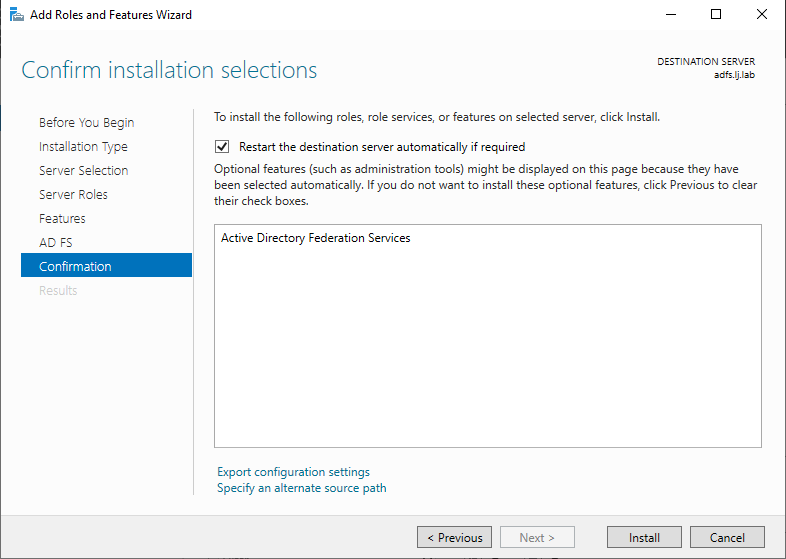 Add Roles and Features Wizard
Confirm installation selections
DESTINATION SERVER
adfs.lj.lab
Before You Begin
Installation Type
Server Selection
Server Roles
Features
AD FS
Confirmation
Results
To install the following roles, role services, or features on selected server, click Install.
Restart the destination server automatically if required
Optional features (such as administration tools) might be displayed on this page because they have
been selected automatically. If you do not want to install these optional features, click Previous to clear
their check boxes.
Active Directory Federation Services
Export configuration settings
Specify an alternate source path
< Previous
Next >
Install
Cancel